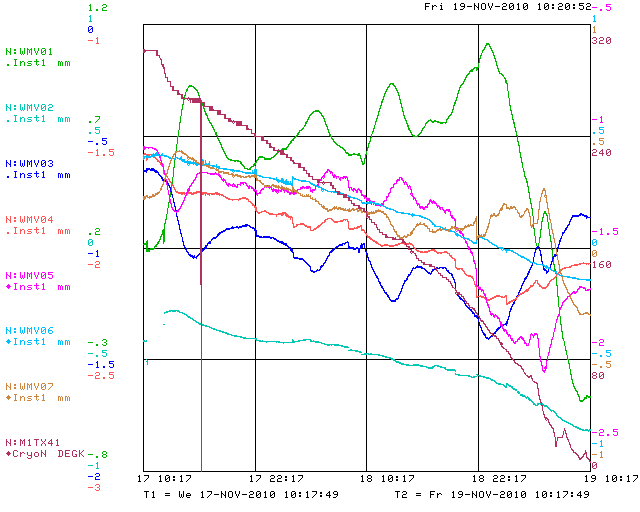 Fri 19-NOV-2010 10:20:52
1.2
1
0
-1
-.5
1
1
320
N:WMV01
.Inst1 mm
N:WMV02
.Inst1 mm
.7
.5
-.5
-1.5
-1
.5
.5
240
N:WMV03
.Inst1 mm
N:WMV04
.Inst1 mm
.2
0
-1
-2
-1.5
0
0
160
N:WMV05
◆Inst1 mm
N:WMV06
◆Inst1 mm
-.3
-.5
-1.5
-2.5
-2
-.5
-.5
80
N:WMV07
◆Inst1 mm
N:M1TX41
◆CryoN DEGK
-.8
-1
-2
-3
-2.5
-1
-1
0
17 10:17 17 22:17 18 10:17 18 22:17 19 10:17
T1 = We 17-NOV-2010 10:17:49 T2 = Fr 19-NOV-2010 10:17:49